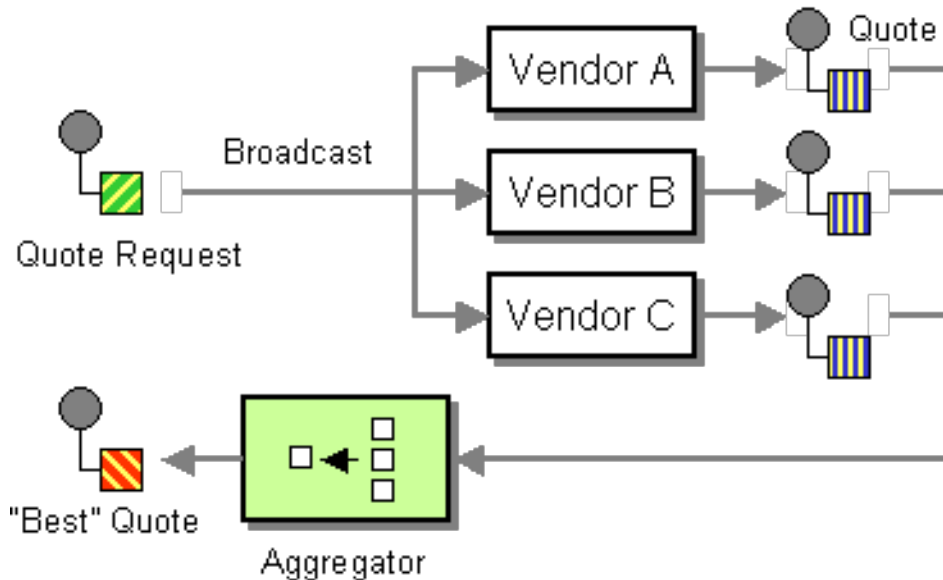 Vendor A
Quote
Broadcast
Vendor B
Quote Request
Vendor C
"Best" Quote
Aggregator